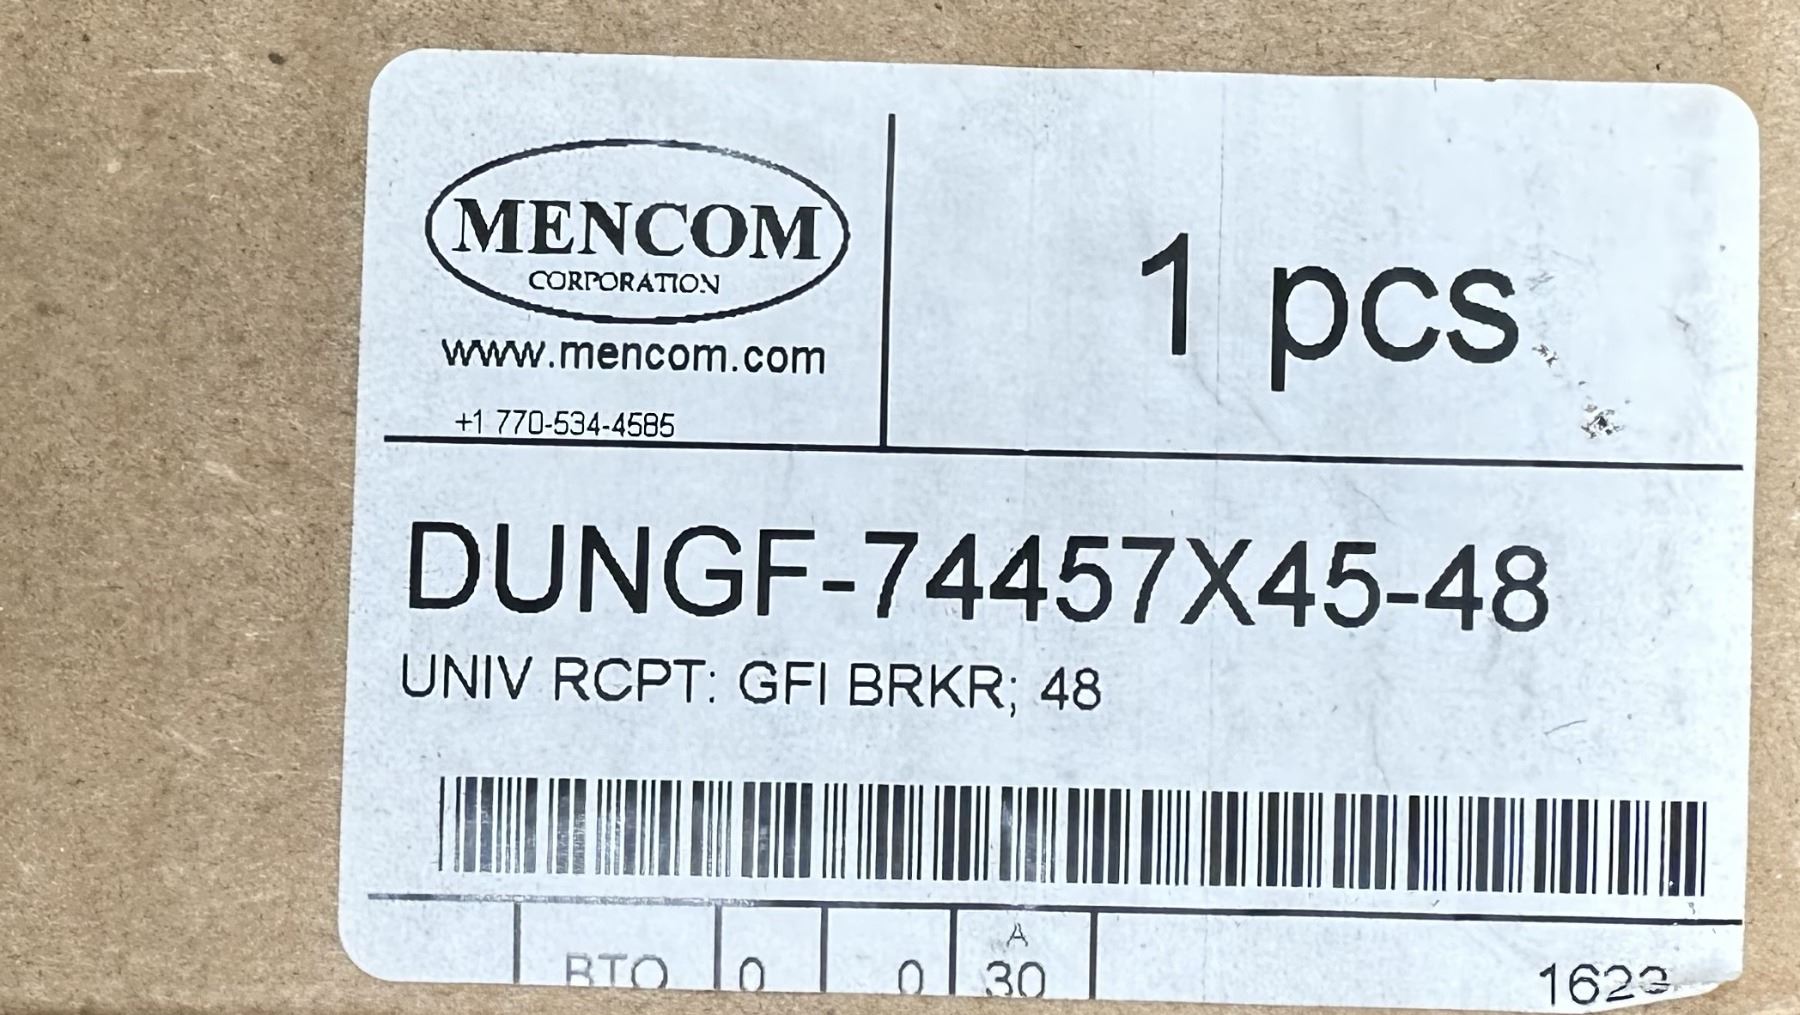 MENCOM
CORPORATION
www.mencom.com
+1 770-534-4585
1 pcs
DUNGF-74457X45-48
UNIV RCPT: GFI BRKR; 48
BTO 0 0 A 30